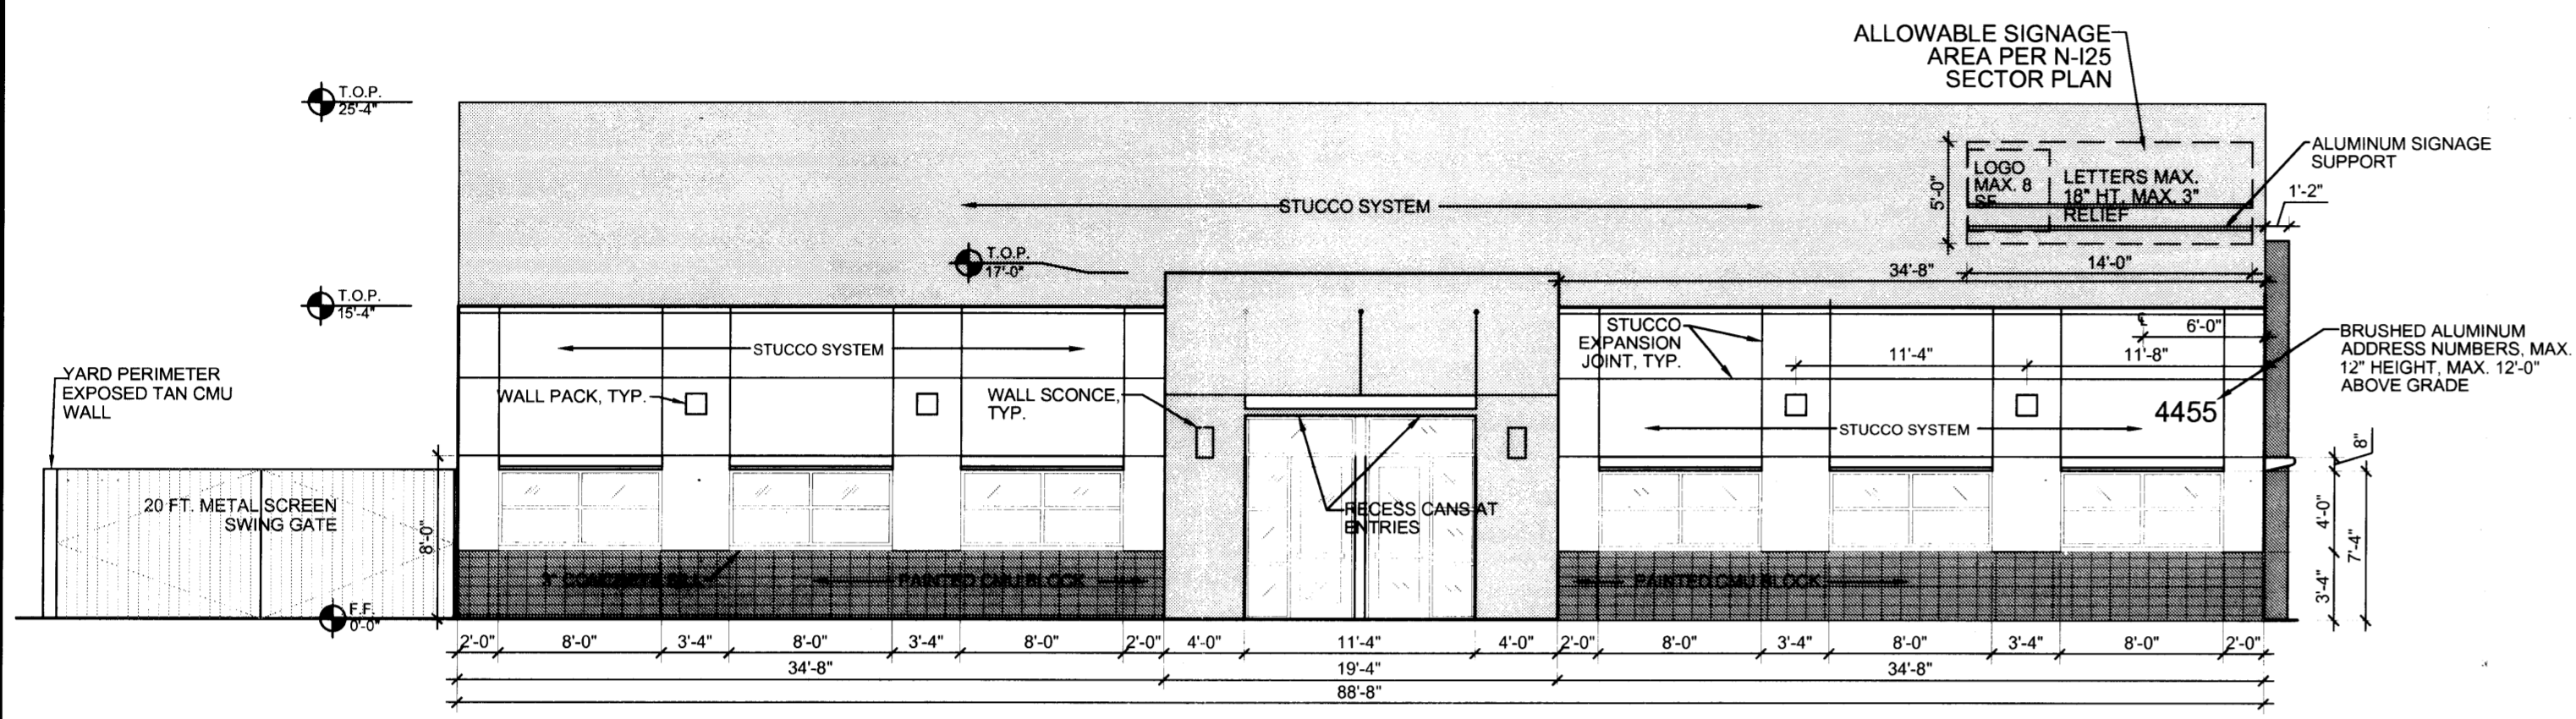 ALLOWABLE SIGNAGE
AREA PER N-I25
SECTOR PLAN
T.O.P.
25'-4"
ALUMINUM SIGNAGE
SUPPORT
LOGO
MAX. 8
SF
LETTERS MAX.
18" HT, MAX. 3"
RELIEF
5'-0"
1'-2"
STUCCO SYSTEM
T.O.P.
17'-0"
14'-0"
34'-8"
T.O.P.
15'-4"
STUCCO SYSTEM
STUCCO
EXPANSION
JOINT, TYP.
6'-0"
11'-4"
11'-8"
BRUSHED ALUMINUM
ADDRESS NUMBERS, MAX.
12" HEIGHT, MAX. 12'-0"
ABOVE GRADE
YARD PERIMETER
EXPOSED TAN CMU
WALL
WALL PACK, TYP.
WALL SCONCE,
TYP.
4455
STUCCO SYSTEM
8"
20 FT. METAL SCREEN
SWING GATE
8'-0"
RECESS CANS AT
ENTRIES
4'-0"
7'-4"
3'-4"
3" CONCRETE SILL
PAINTED CMU BLOCK
PAINTED CMU BLOCK
F.F.
0'-0"
2'-0" 8'-0" 3'-4" 8'-0" 3'-4" 8'-0" 2'-0" 4'-0" 11'-4" 4'-0" 2'-0" 8'-0" 3'-4" 8'-0" 3'-4" 8'-0" 2'-0"
34'-8" 19'-4" 34'-8"
88'-8"